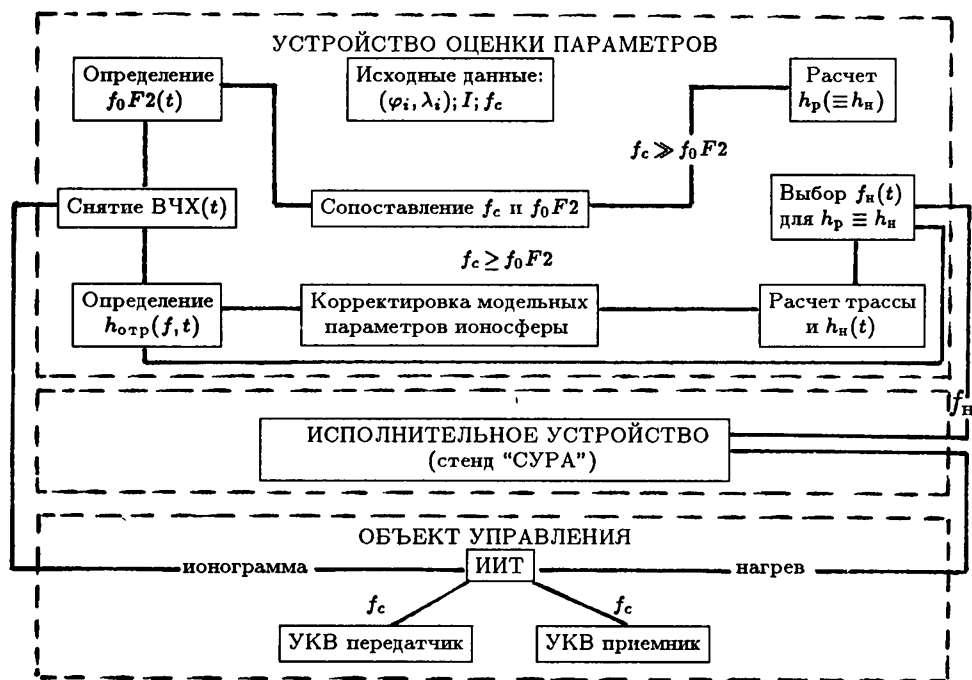 УСТРОЙСТВО ОЦЕНКИ ПАРАМЕТРОВ
Определение
f₀F2(t)
Исходные данные:
(φᵢ, λᵢ); I; f_c
Расчет
h_р(≡h_н)
f_c ≫ f₀F2
Снятие ВЧХ(t)
Сопоставление f_c и f₀F2
Выбор f_н(t)
для h_р ≡ h_н
f_c ≥ f₀F2
Определение
h_отр(f, t)
Корректировка модельных
параметров ионосферы
Расчет трассы
и h_н(t)
f_н
ИСПОЛНИТЕЛЬНОЕ УСТРОЙСТВО
(стенд “СУРА”)
ОБЪЕКТ УПРАВЛЕНИЯ
ионограмма
ИИТ
нагрев
f_c
f_c
УКВ передатчик
УКВ приемник